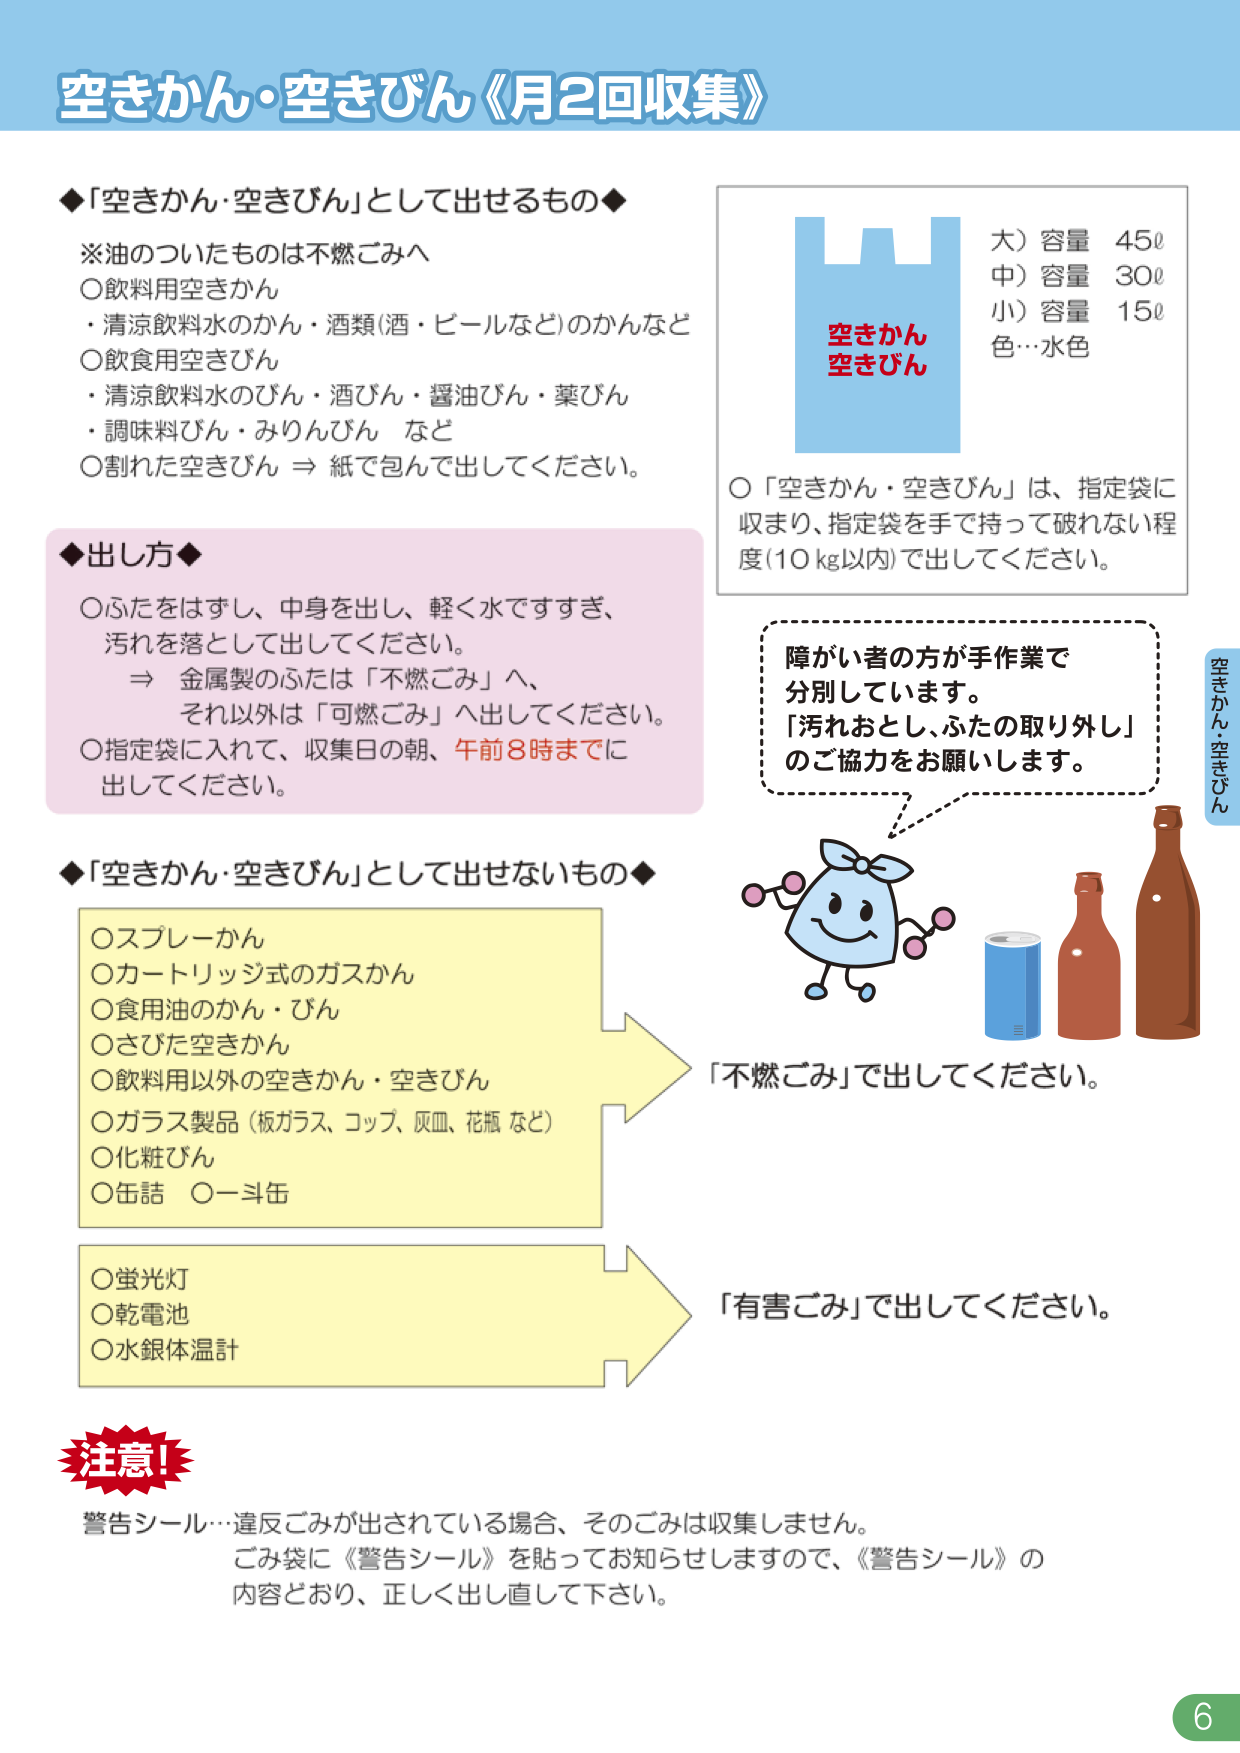 空きかん・空きびん《月2回収集》
◆「空きかん・空きびん」として出せるもの◆
※油のついたものは不燃ごみへ
○飲料用空きかん
・清涼飲料水のかん・酒類(酒・ビールなど)のかんなど
○飲食用空きびん
・清涼飲料水のびん・酒びん・醤油びん・薬びん
・調味料びん・みりんびん　など
○割れた空きびん ⇒ 紙で包んで出してください。
空きかん
空きびん
大）容量　45ℓ
中）容量　30ℓ
小）容量　15ℓ
色…水色
○「空きかん・空きびん」は、指定袋に
収まり、指定袋を手で持って破れない程
度(10kg以内)で出してください。
◆出し方◆
○ふたをはずし、中身を出し、軽く水ですすぎ、
汚れを落として出してください。
⇒　金属製のふたは「不燃ごみ」へ、
それ以外は「可燃ごみ」へ出してください。
○指定袋に入れて、収集日の朝、午前8時までに
出してください。
障がい者の方が手作業で
分別しています。
「汚れおとし、ふたの取り外し」
のご協力をお願いします。
空きかん・空きびん
◆「空きかん・空きびん」として出せないもの◆
○スプレーかん
○カートリッジ式のガスかん
○食用油のかん・びん
○さびた空きかん
○飲料用以外の空きかん・空きびん
○ガラス製品（板ガラス、コップ、灰皿、花瓶 など）
○化粧びん
○缶詰　○一斗缶
「不燃ごみ」で出してください。
○蛍光灯
○乾電池
○水銀体温計
「有害ごみ」で出してください。
注意！
警告シール…違反ごみが出されている場合、そのごみは収集しません。
ごみ袋に《警告シール》を貼ってお知らせしますので、《警告シール》の
内容どおり、正しく出し直して下さい。
6